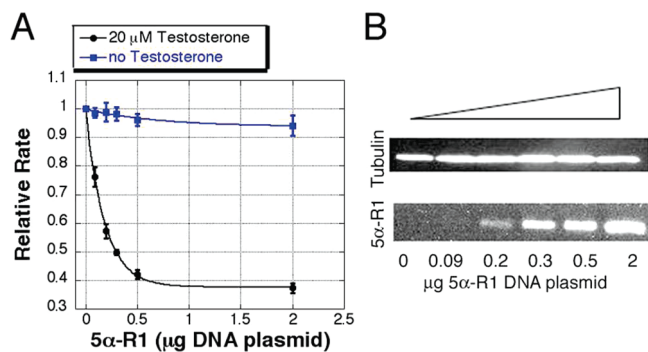 A
20 µM Testosterone
no Testosterone
1.1
1
0.9
0.8
0.7
0.6
0.5
0.4
0.3
Relative Rate
0 0.5 1 1.5 2 2.5
5α-R1 (µg DNA plasmid)
B
Tubulin
5α-R1
0 0.09 0.2 0.3 0.5 2
µg 5α-R1 DNA plasmid